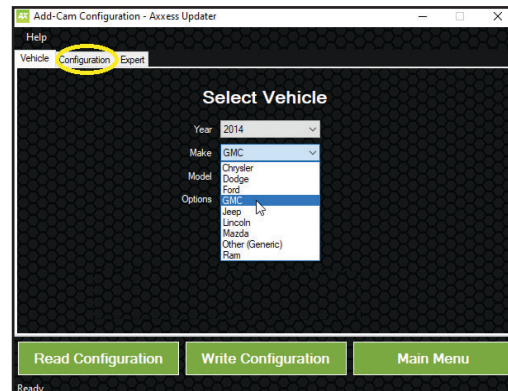 AX Add-Cam Configuration - Axxess Updater
Help
Vehicle Configuration Expert
Select Vehicle
Year 2014
Make GMC
Chrysler
Model Dodge
Ford
Options GMC
Jeep
Lincoln
Mazda
Other (Generic)
Ram
Read Configuration Write Configuration Main Menu
Ready